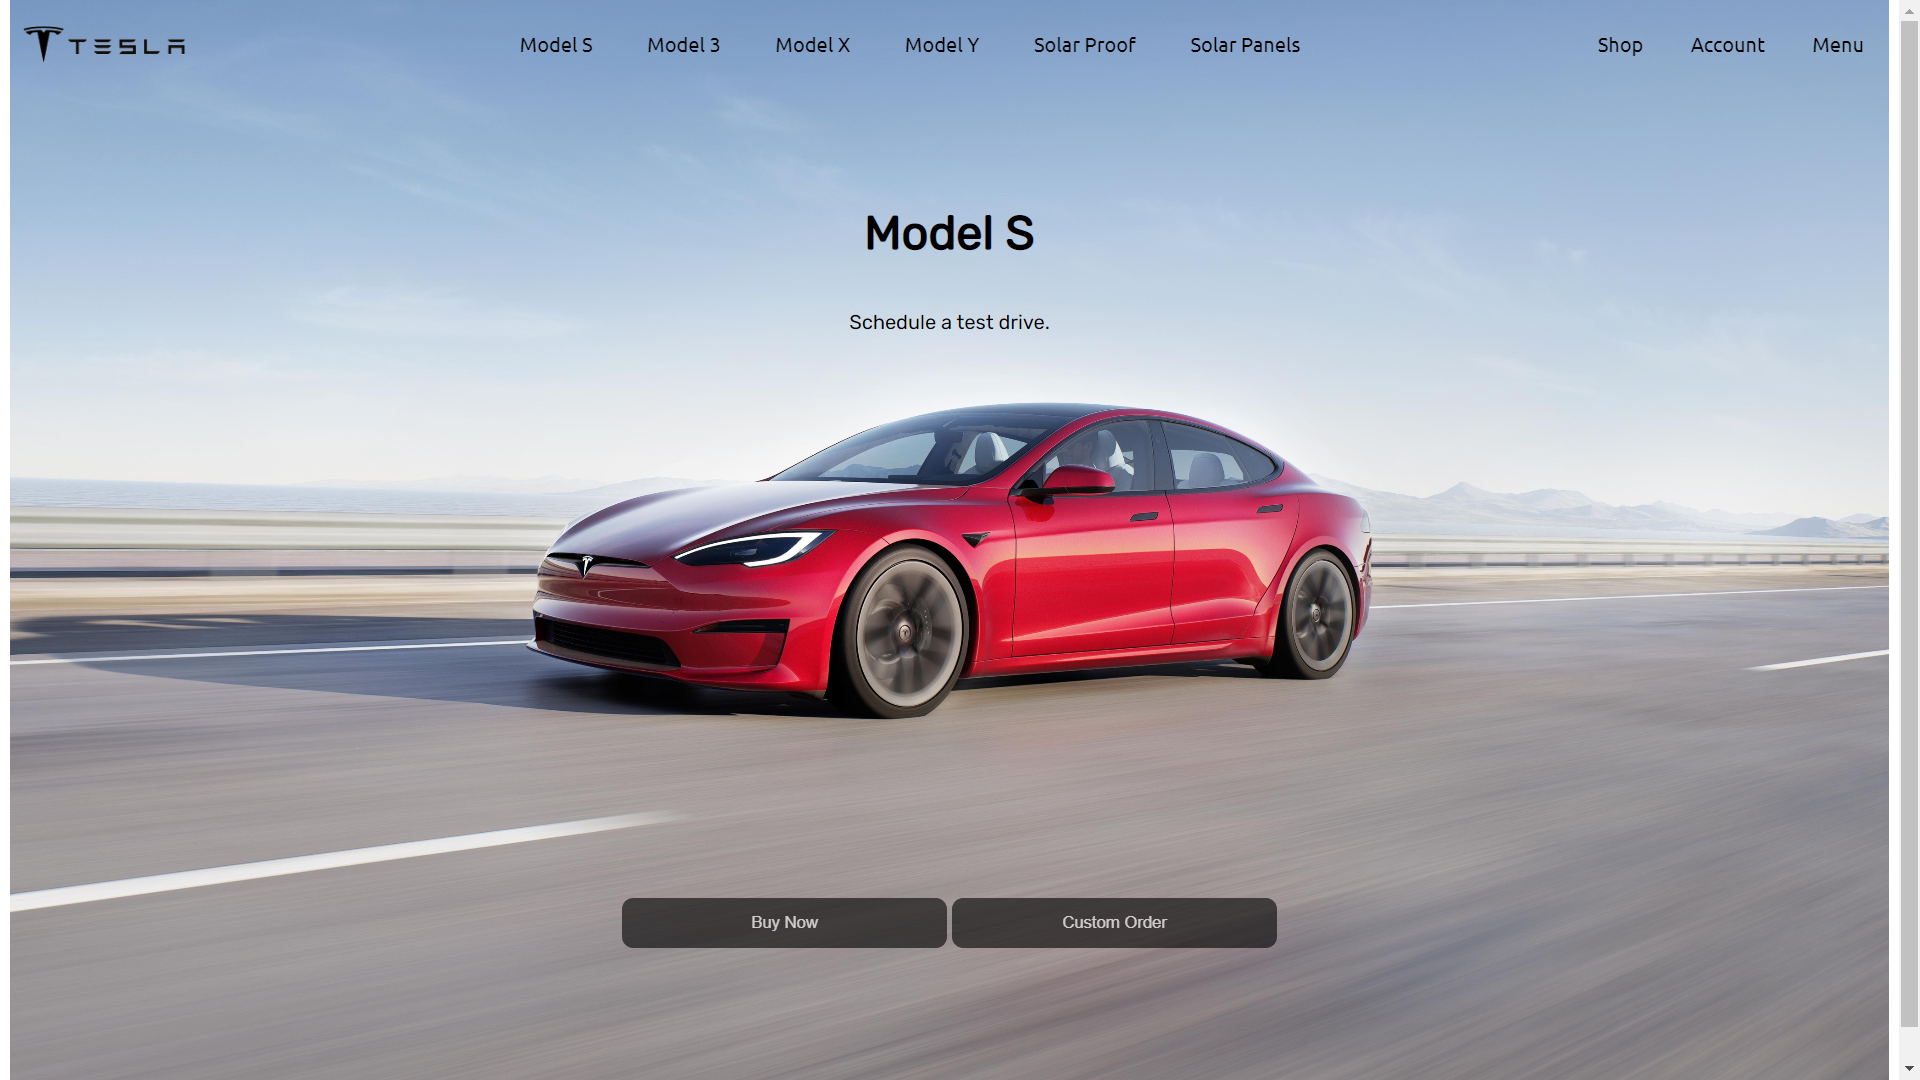 TESLA
Model S Model 3 Model X Model Y Solar Proof Solar Panels
Shop Account Menu
Model S
Schedule a test drive.
Buy Now Custom Order